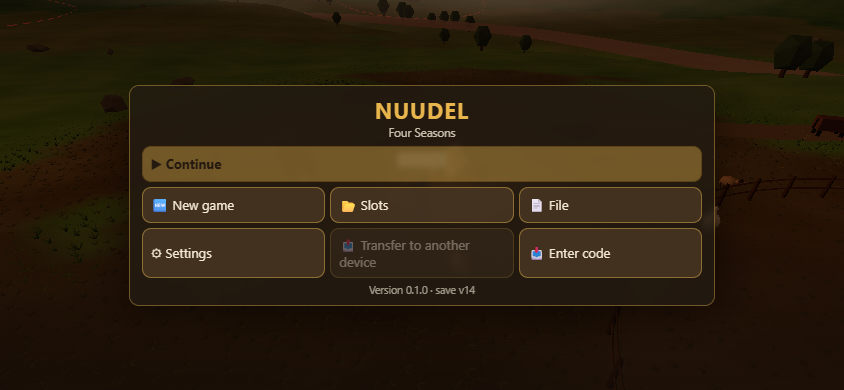 NUUDEL
Four Seasons
▶ Continue
🆕 New game
📂 Slots
📄 File
⚙ Settings
📤 Transfer to another
device
📥 Enter code
Version 0.1.0 · save v14